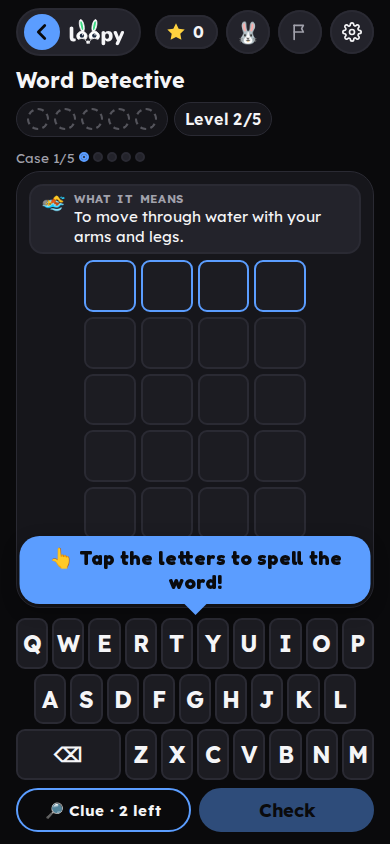 loopy
0
Word Detective
Level 2/5
Case 1/5
WHAT IT MEANS
To move through water with your
arms and legs.
Tap the letters to spell the
word!
Q W E R T Y U I O P
A S D F G H J K L
Z X C V B N M
Clue · 2 left
Check